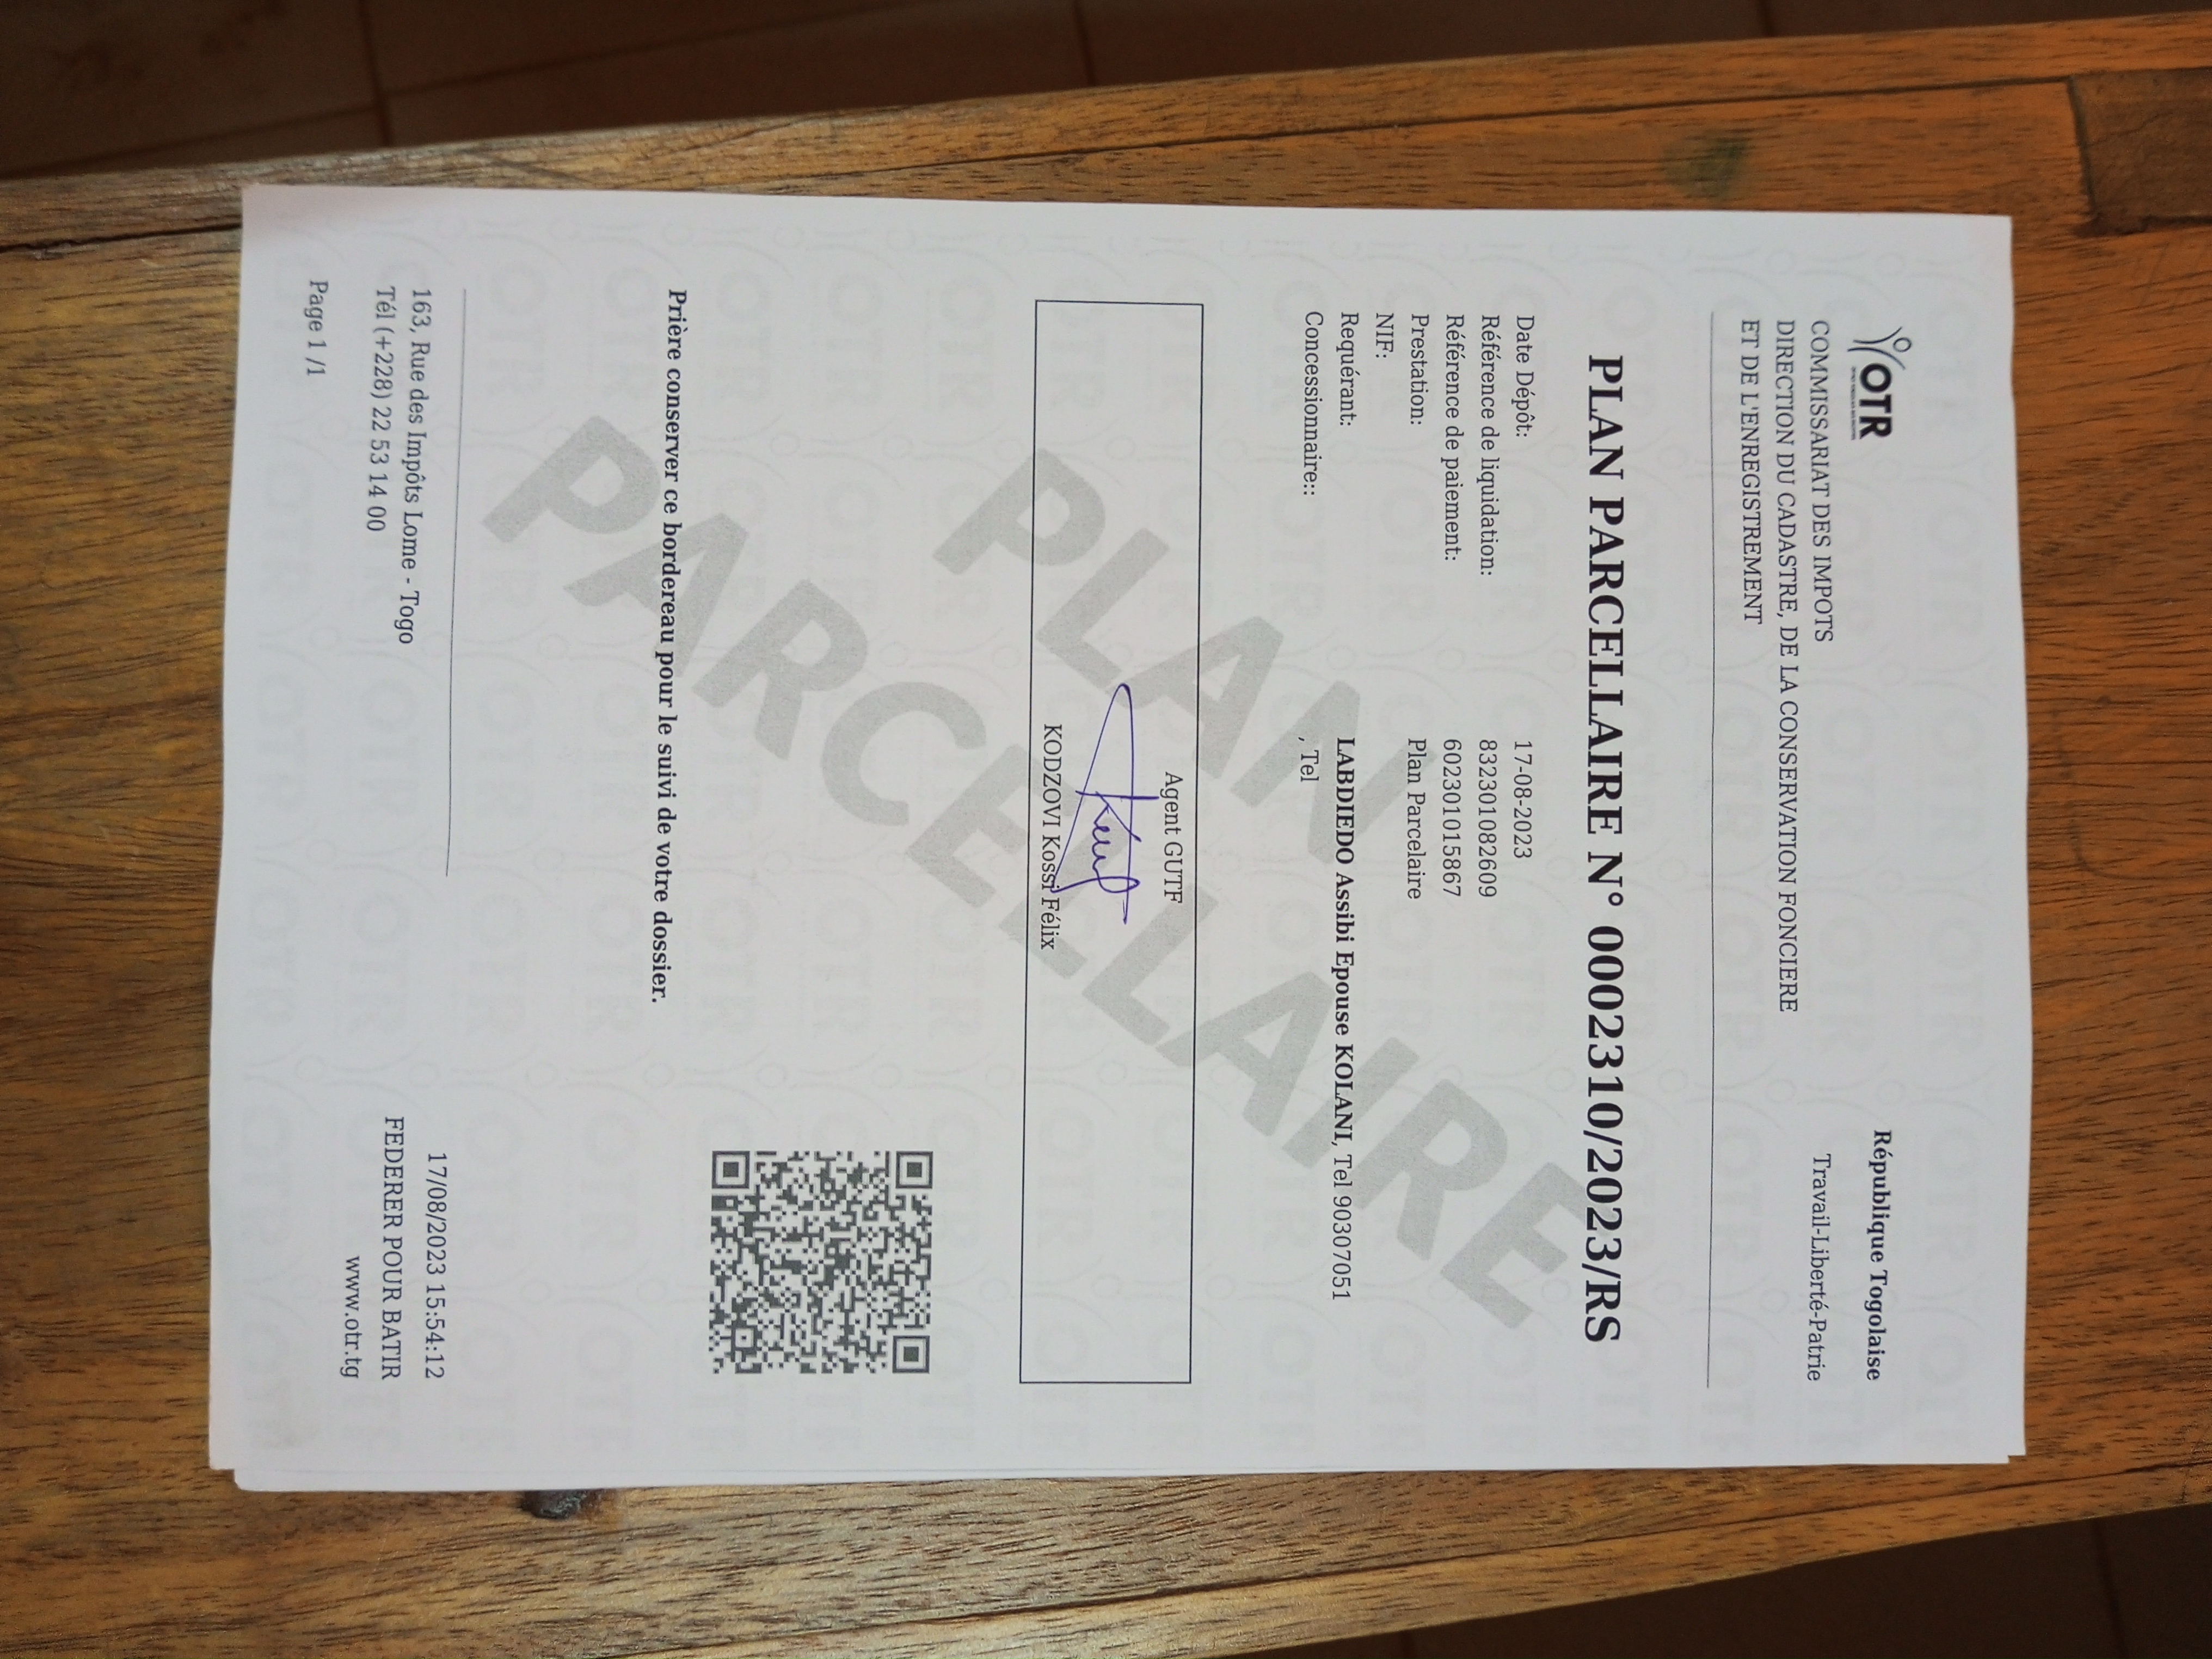 OTR
République Togolaise
COMMISSARIAT DES IMPOTS
Travail-Liberté-Patrie
DIRECTION DU CADASTRE, DE LA CONSERVATION FONCIERE
ET DE L'ENREGISTREMENT
PLAN PARCELLAIRE N° 0002310/2023/RS
Date Dépôt: 17-08-2023
Référence de liquidation: 832301082609
Référence de paiement: 602301015867
Prestation: Plan Parcelaire
NIF:
Requérant: LABDIEDO Assibi Epouse KOLANI, Tel 90307051
Concessionnaire:: , Tel
PLAN
PARCELLAIRE
Agent GUTF
KODZOVI Kossi Félix
Prière conserver ce bordereau pour le suivi de votre dossier.
163, Rue des Impôts Lome - Togo
Tél (+228) 22 53 14 00
17/08/2023 15:54:12
FEDERER POUR BATIR
www.otr.tg
Page 1 /1